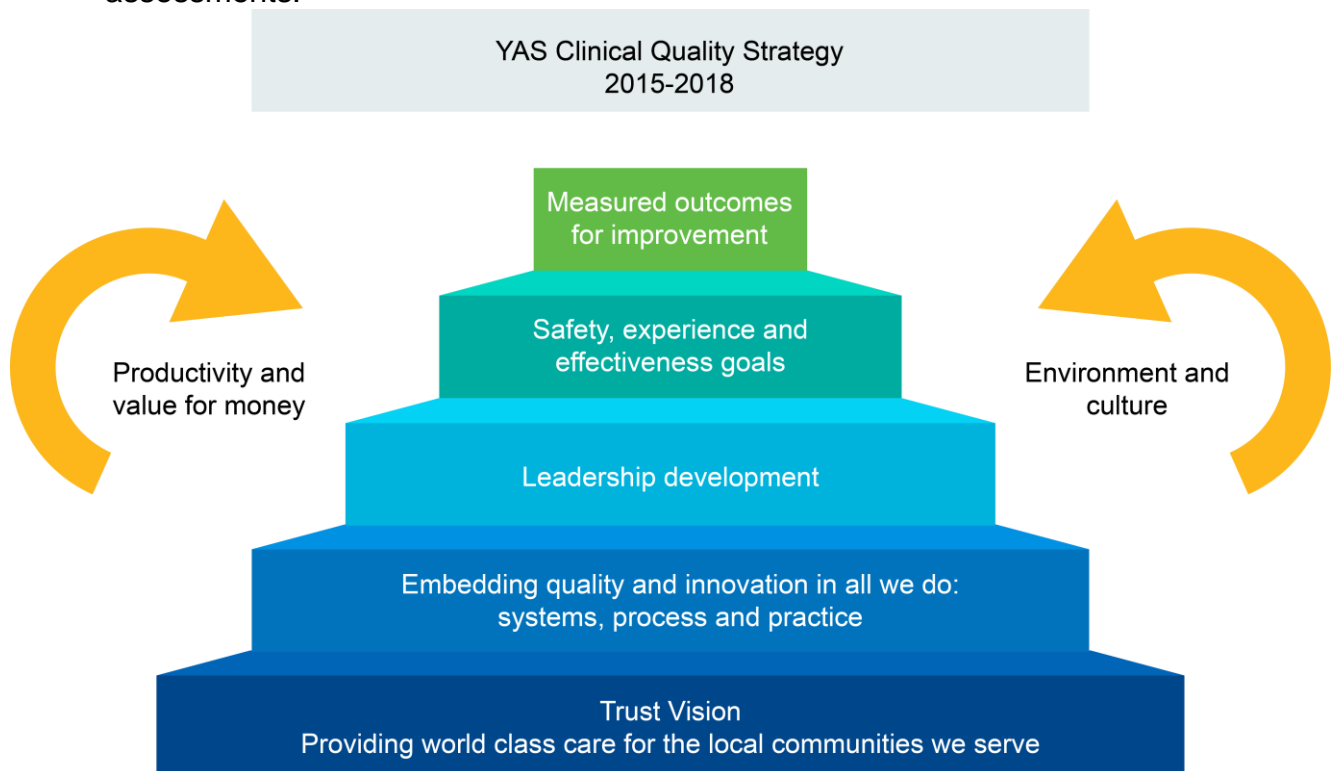 assessments.
YAS Clinical Quality Strategy
2015-2018
Measured outcomes
for improvement
Safety, experience and
effectiveness goals
Productivity and
value for money
Environment and
culture
Leadership development
Embedding quality and innovation in all we do:
systems, process and practice
Trust Vision
Providing world class care for the local communities we serve